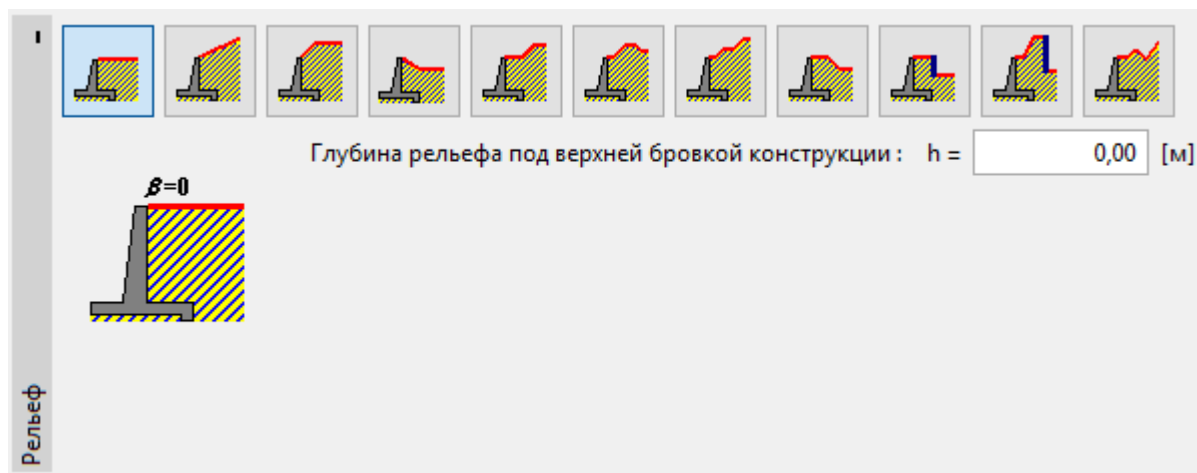 Глубина рельефа под верхней бровкой конструкции : h = 0,00 [м]
β=0
Рельеф